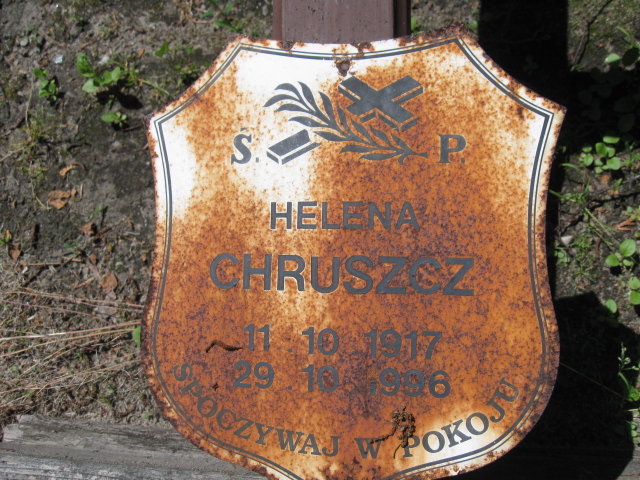 Ś. P.
HELENA
CHRUSZCZ
11 . 10 . 1917
29 . 10 . 1996
SPOCZYWAJ W POKOJU